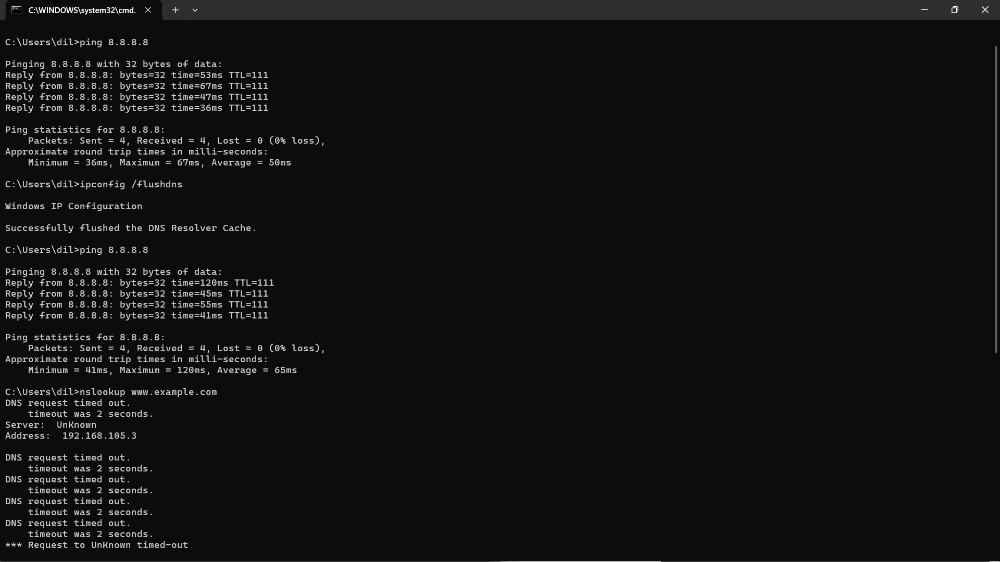 C:\WINDOWS\system32\cmd.
C:\Users\dil>ping 8.8.8.8
Pinging 8.8.8.8 with 32 bytes of data:
Reply from 8.8.8.8: bytes=32 time=53ms TTL=111
Reply from 8.8.8.8: bytes=32 time=67ms TTL=111
Reply from 8.8.8.8: bytes=32 time=47ms TTL=111
Reply from 8.8.8.8: bytes=32 time=36ms TTL=111
Ping statistics for 8.8.8.8:
    Packets: Sent = 4, Received = 4, Lost = 0 (0% loss),
Approximate round trip times in milli-seconds:
    Minimum = 36ms, Maximum = 67ms, Average = 50ms
C:\Users\dil>ipconfig /flushdns
Windows IP Configuration
Successfully flushed the DNS Resolver Cache.
C:\Users\dil>ping 8.8.8.8
Pinging 8.8.8.8 with 32 bytes of data:
Reply from 8.8.8.8: bytes=32 time=120ms TTL=111
Reply from 8.8.8.8: bytes=32 time=45ms TTL=111
Reply from 8.8.8.8: bytes=32 time=55ms TTL=111
Reply from 8.8.8.8: bytes=32 time=41ms TTL=111
Ping statistics for 8.8.8.8:
    Packets: Sent = 4, Received = 4, Lost = 0 (0% loss),
Approximate round trip times in milli-seconds:
    Minimum = 41ms, Maximum = 120ms, Average = 65ms
C:\Users\dil>nslookup www.example.com
DNS request timed out.
    timeout was 2 seconds.
Server:  UnKnown
Address:  192.168.105.3
DNS request timed out.
    timeout was 2 seconds.
DNS request timed out.
    timeout was 2 seconds.
DNS request timed out.
    timeout was 2 seconds.
DNS request timed out.
    timeout was 2 seconds.
*** Request to UnKnown timed-out